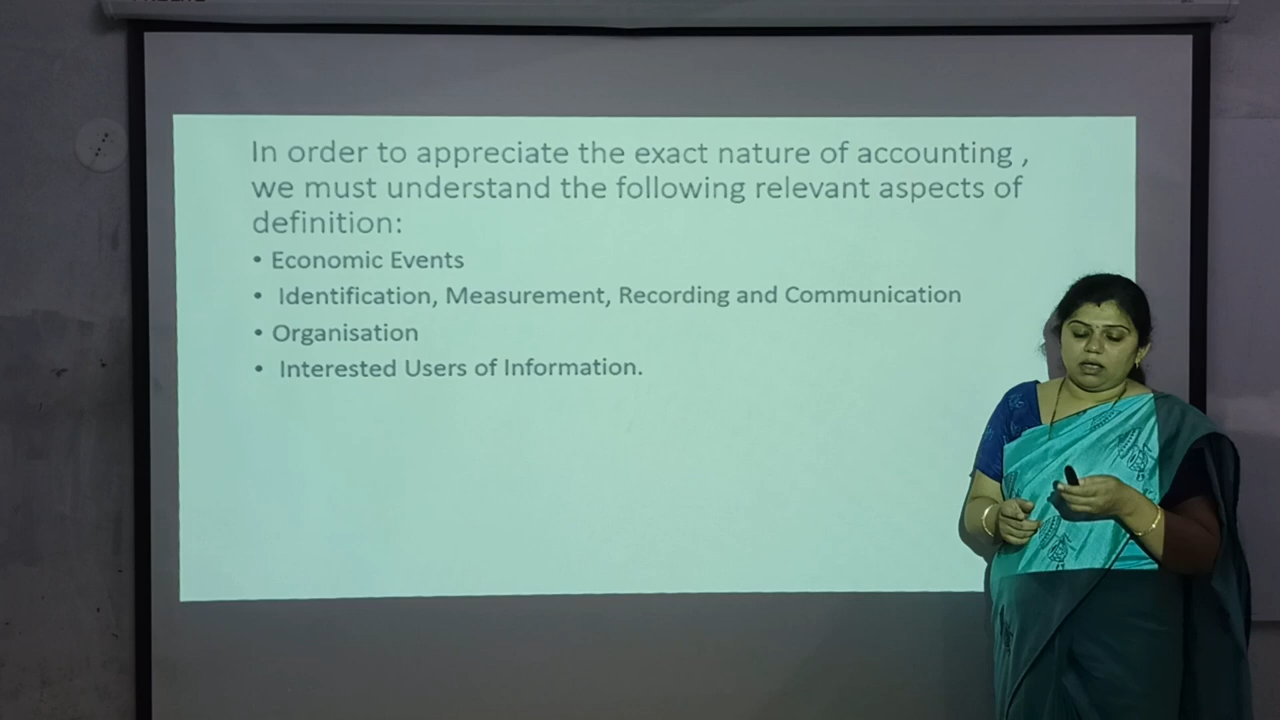 In order to appreciate the exact nature of accounting ,
we must understand the following relevant aspects of
definition:
• Economic Events
• Identification, Measurement, Recording and Communication
• Organisation
• Interested Users of Information.